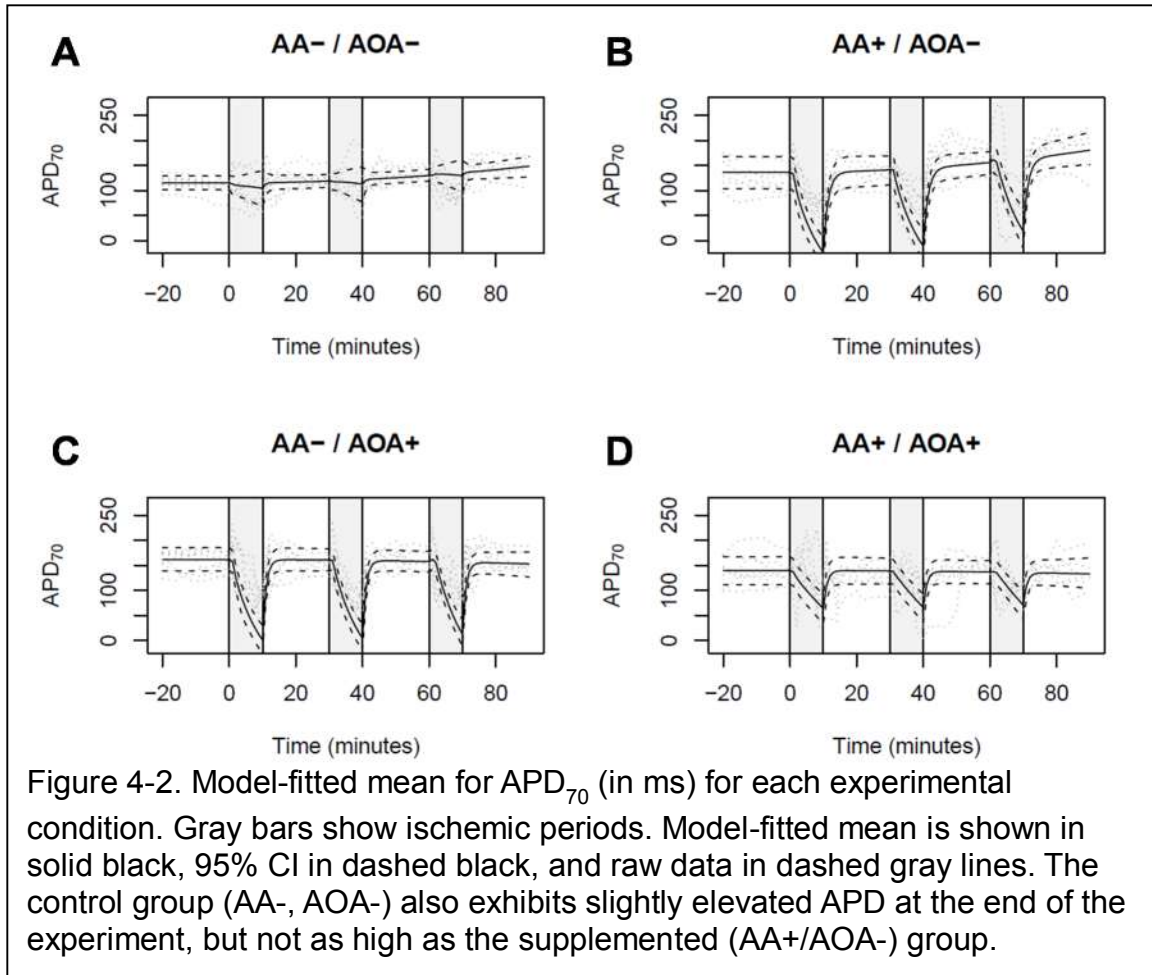 A
AA− / AOA−
250
100
0
APD70
−20 0 20 40 60 80
Time (minutes)
B
AA+ / AOA−
250
100
0
APD70
−20 0 20 40 60 80
Time (minutes)
C
AA− / AOA+
250
100
0
APD70
−20 0 20 40 60 80
Time (minutes)
D
AA+ / AOA+
250
100
0
APD70
−20 0 20 40 60 80
Time (minutes)
Figure 4-2. Model-fitted mean for APD70 (in ms) for each experimental
condition. Gray bars show ischemic periods. Model-fitted mean is shown in
solid black, 95% CI in dashed black, and raw data in dashed gray lines. The
control group (AA-, AOA-) also exhibits slightly elevated APD at the end of the
experiment, but not as high as the supplemented (AA+/AOA-) group.